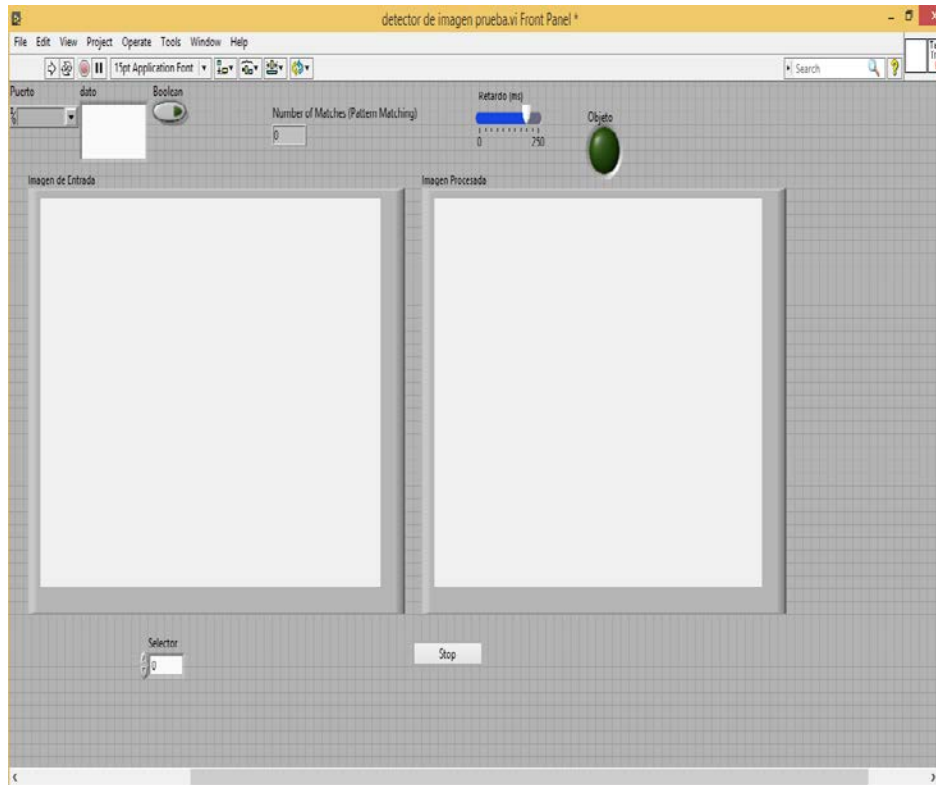 detector de imagen prueba.vi Front Panel *
File Edit View Project Operate Tools Window Help
15pt Application Font
Search
Puerto
dato
Boolean
Number of Matches (Pattern Matching)
0
Retardo (ms)
0 250
Objeto
Imagen de Entrada
Imagen Procesada
Selector
0
Stop